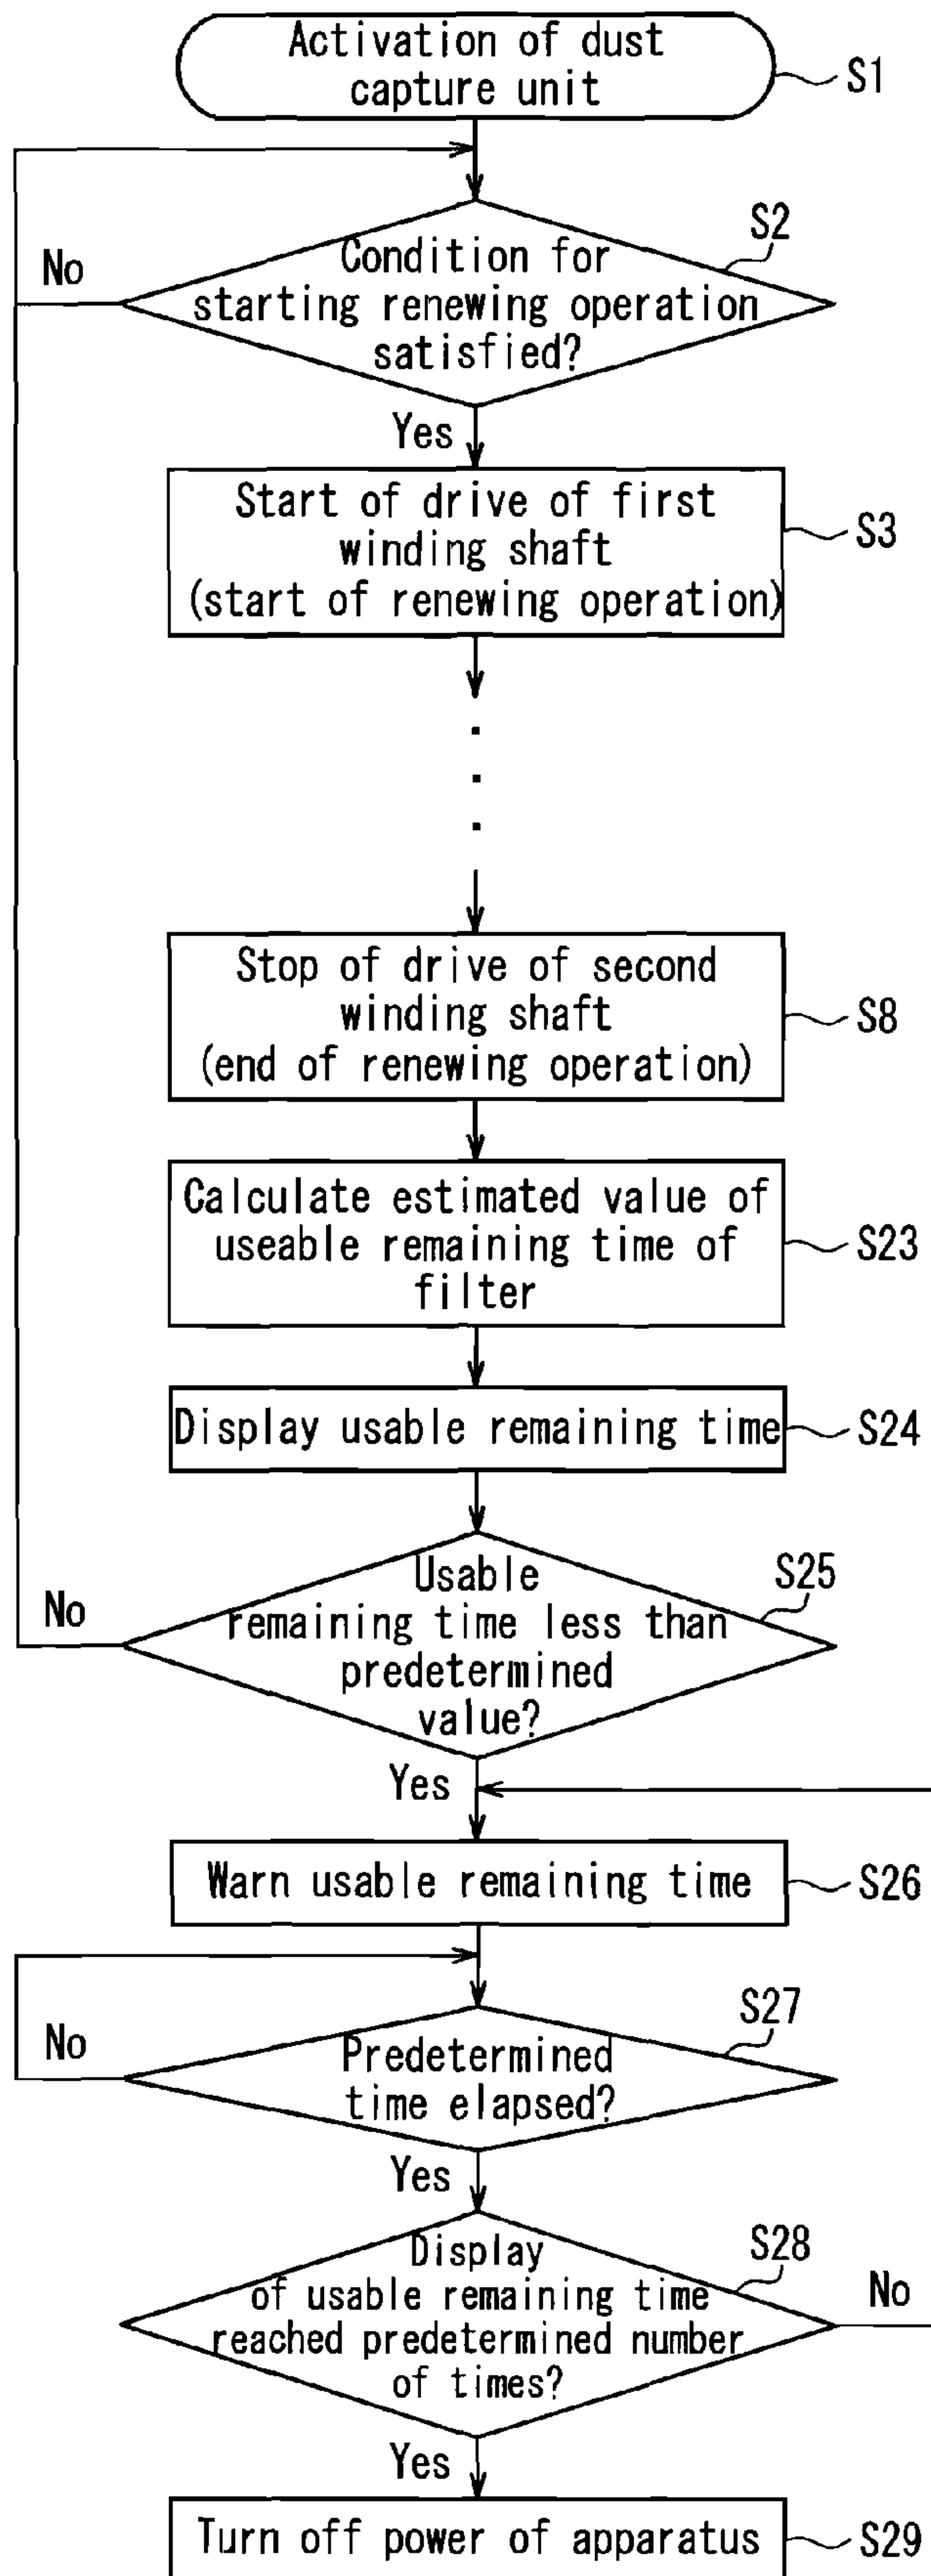 Activation of dust
capture unit
S1
S2
No
Condition for
starting renewing operation
satisfied?
Yes
Start of drive of first
winding shaft
(start of renewing operation)
S3
Stop of drive of second
winding shaft
(end of renewing operation)
S8
Calculate estimated value of
useable remaining time of
filter
S23
Display usable remaining time
S24
S25
No
Usable
remaining time less than
predetermined
value?
Yes
Warn usable remaining time
S26
S27
No
Predetermined
time elapsed?
Yes
S28
No
Display
of usable remaining time
reached predetermined number
of times?
Yes
Turn off power of apparatus
S29